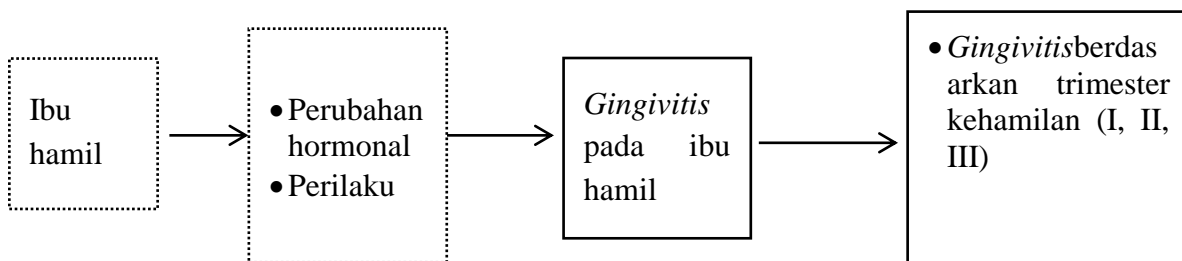 Ibu
hamil
• Perubahan
hormonal
• Perilaku
Gingivitis
pada ibu
hamil
• Gingivitisberdas
arkan trimester
kehamilan (I, II,
III)